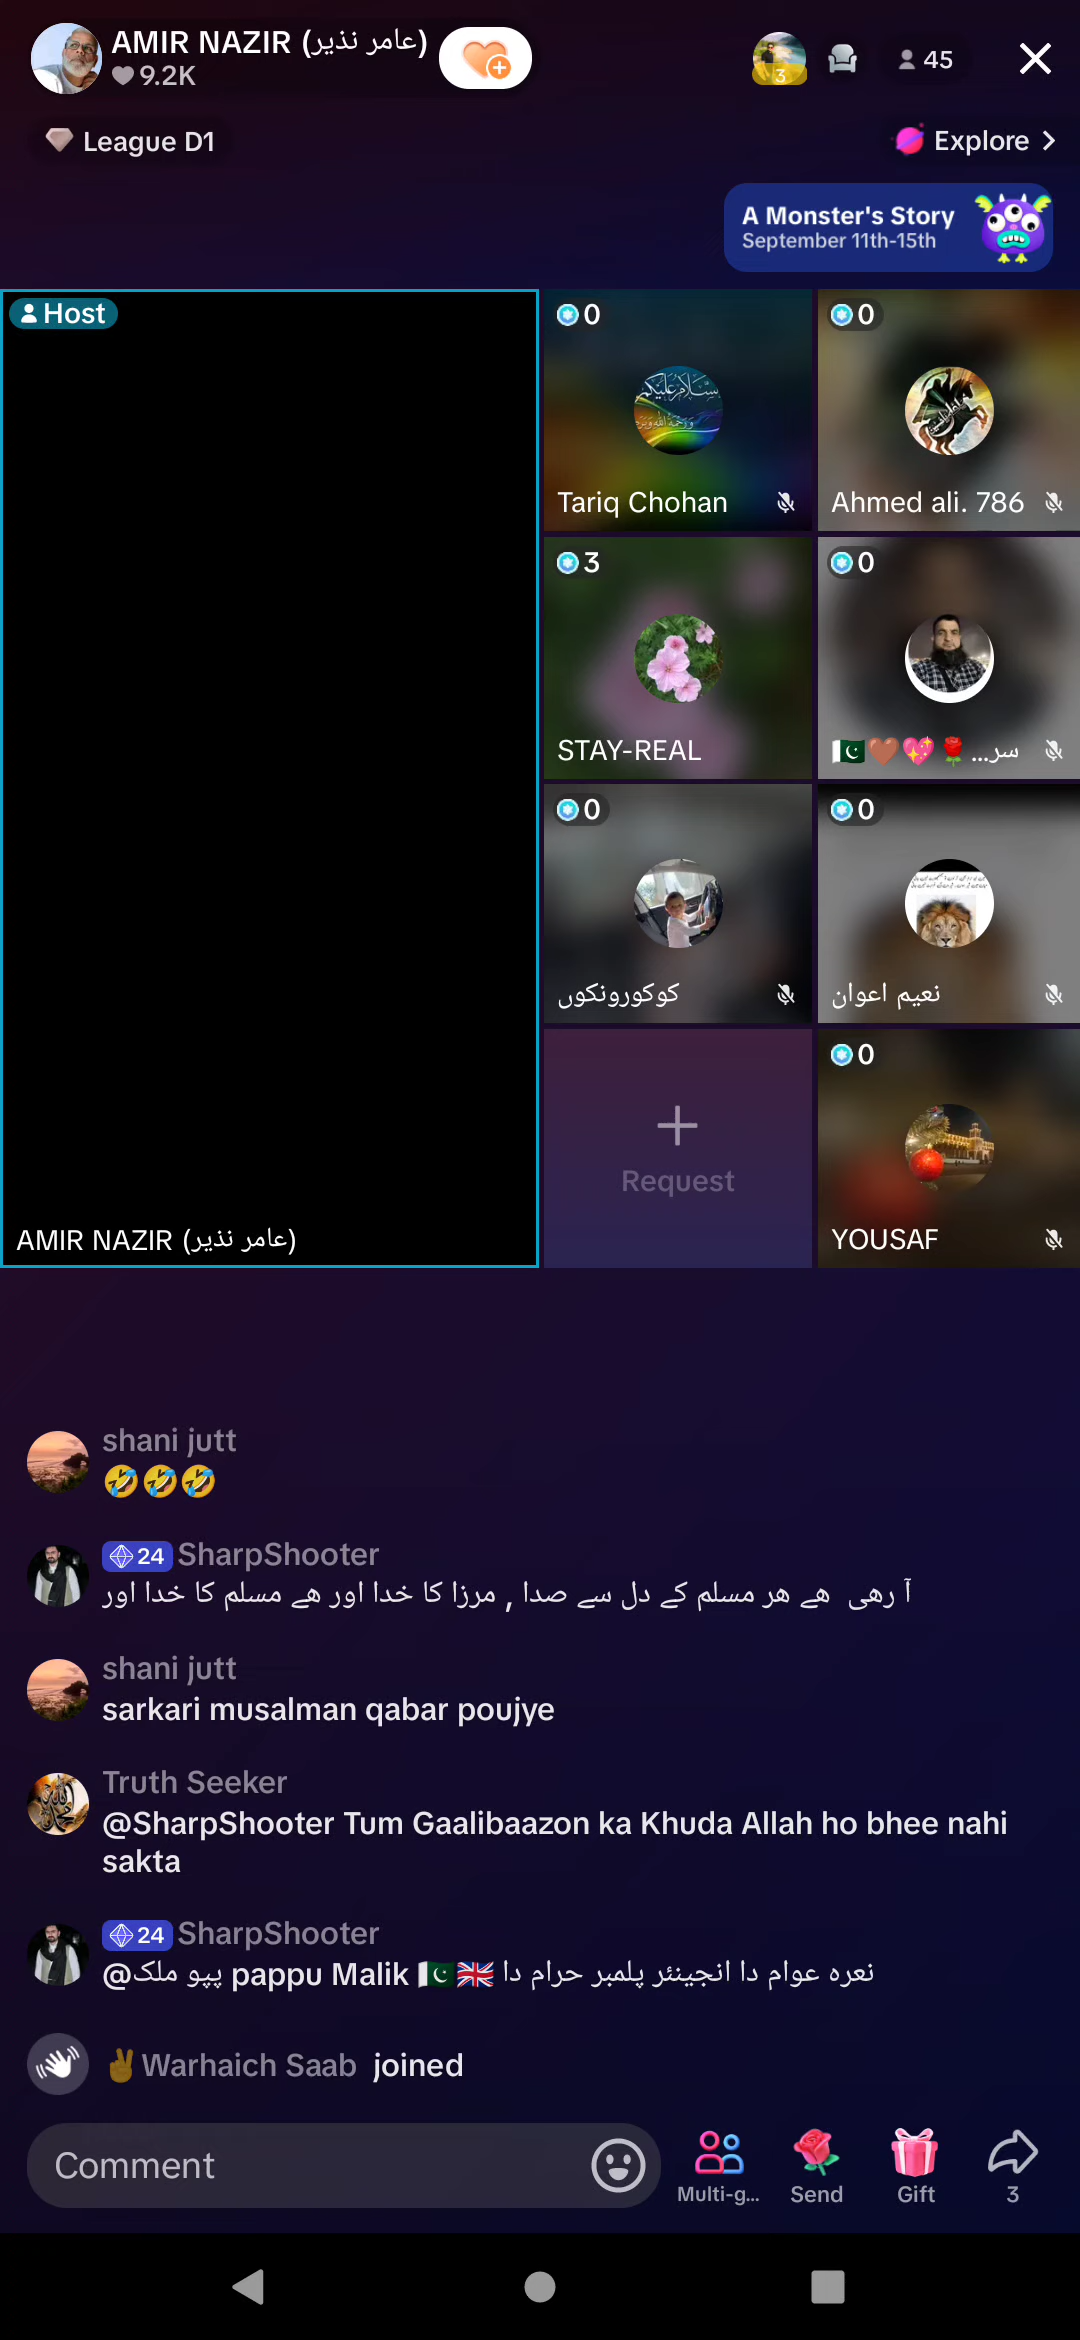 AMIR NAZIR (عامر نذیر)
9.2K
3
45
League D1
Explore
A Monster's Story
September 11th-15th
Host
AMIR NAZIR (عامر نذیر)
0
Tariq Chohan
0
Ahmed ali. 786
3
STAY-REAL
0
🇵🇰🤎💖🌹...سر
0
کوکورونکوں
0
نعیم اعوان
Request
0
YOUSAF
shani jutt
🤣🤣🤣
24 SharpShooter
آ رھی ھے ھر مسلم کے دل سے صدا , مرزا کا خدا اور ھے مسلم کا خدا اور
shani jutt
sarkari musalman qabar poujye
Truth Seeker
@SharpShooter Tum Gaalibaazon ka Khuda Allah ho bhee nahi
sakta
24 SharpShooter
@پپو ملک pappu Malik 🇵🇰🇬🇧 نعرہ عوام دا انجینئر پلمبر حرام دا
✌️Warhaich Saab joined
Comment
Multi-g...
Send
Gift
3